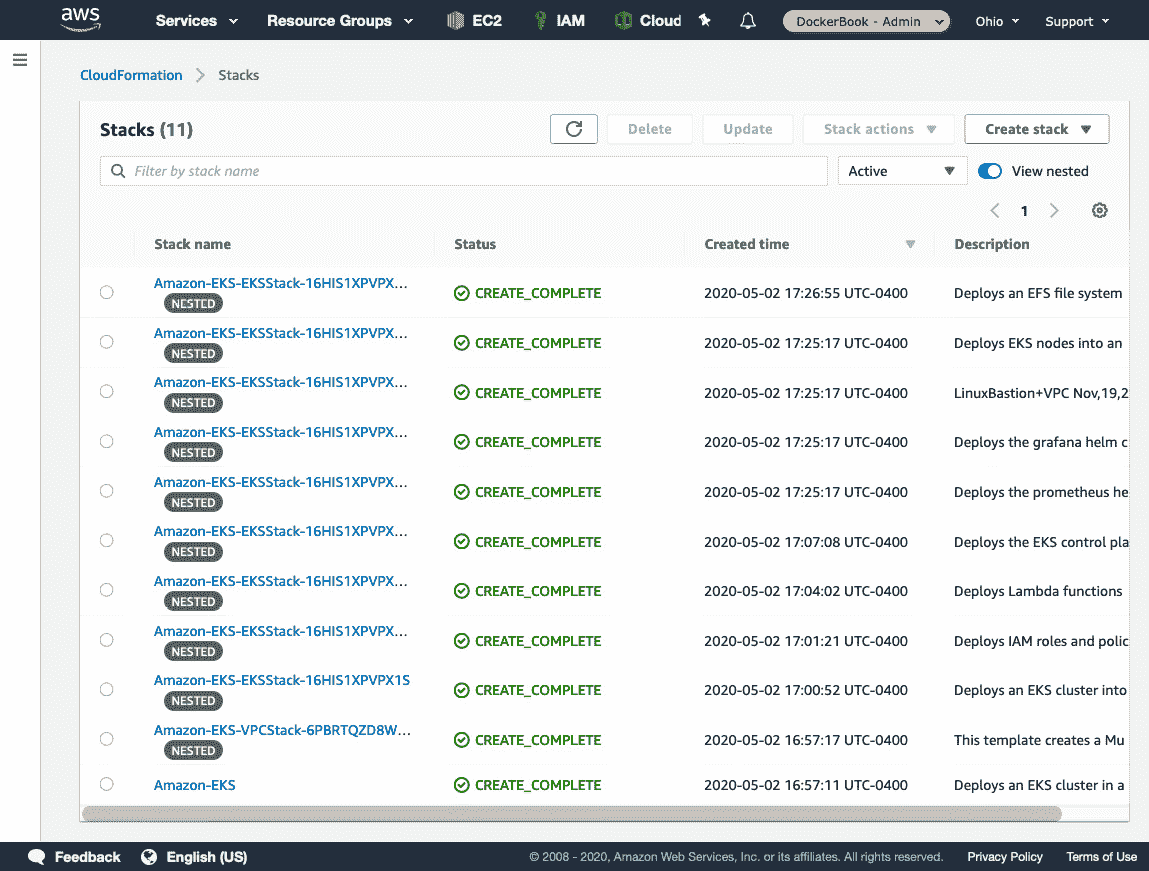 aws Services Resource Groups EC2 IAM Cloud DockerBook - Admin Ohio Support
CloudFormation Stacks
Stacks (11) Delete Update Stack actions Create stack
Filter by stack name Active View nested
1
Stack name Status Created time Description
Amazon-EKS-EKSStack-16HIS1XPVPX...
NESTED
CREATE_COMPLETE 2020-05-02 17:26:55 UTC-0400 Deploys an EFS file system
Amazon-EKS-EKSStack-16HIS1XPVPX...
NESTED
CREATE_COMPLETE 2020-05-02 17:25:17 UTC-0400 Deploys EKS nodes into an
Amazon-EKS-EKSStack-16HIS1XPVPX...
NESTED
CREATE_COMPLETE 2020-05-02 17:25:17 UTC-0400 LinuxBastion+VPC Nov,19,2
Amazon-EKS-EKSStack-16HIS1XPVPX...
NESTED
CREATE_COMPLETE 2020-05-02 17:25:17 UTC-0400 Deploys the grafana helm c
Amazon-EKS-EKSStack-16HIS1XPVPX...
NESTED
CREATE_COMPLETE 2020-05-02 17:25:17 UTC-0400 Deploys the prometheus he
Amazon-EKS-EKSStack-16HIS1XPVPX...
NESTED
CREATE_COMPLETE 2020-05-02 17:07:08 UTC-0400 Deploys the EKS control pla
Amazon-EKS-EKSStack-16HIS1XPVPX...
NESTED
CREATE_COMPLETE 2020-05-02 17:04:02 UTC-0400 Deploys Lambda functions
Amazon-EKS-EKSStack-16HIS1XPVPX...
NESTED
CREATE_COMPLETE 2020-05-02 17:01:21 UTC-0400 Deploys IAM roles and polic
Amazon-EKS-EKSStack-16HIS1XPVPX1S
NESTED
CREATE_COMPLETE 2020-05-02 17:00:52 UTC-0400 Deploys an EKS cluster into
Amazon-EKS-VPCStack-6PBRTQZD8W...
NESTED
CREATE_COMPLETE 2020-05-02 16:57:17 UTC-0400 This template creates a Mu
Amazon-EKS CREATE_COMPLETE 2020-05-02 16:57:11 UTC-0400 Deploys an EKS cluster in a
Feedback English (US) © 2008 - 2020, Amazon Web Services, Inc. or its affiliates. All rights reserved. Privacy Policy Terms of Use